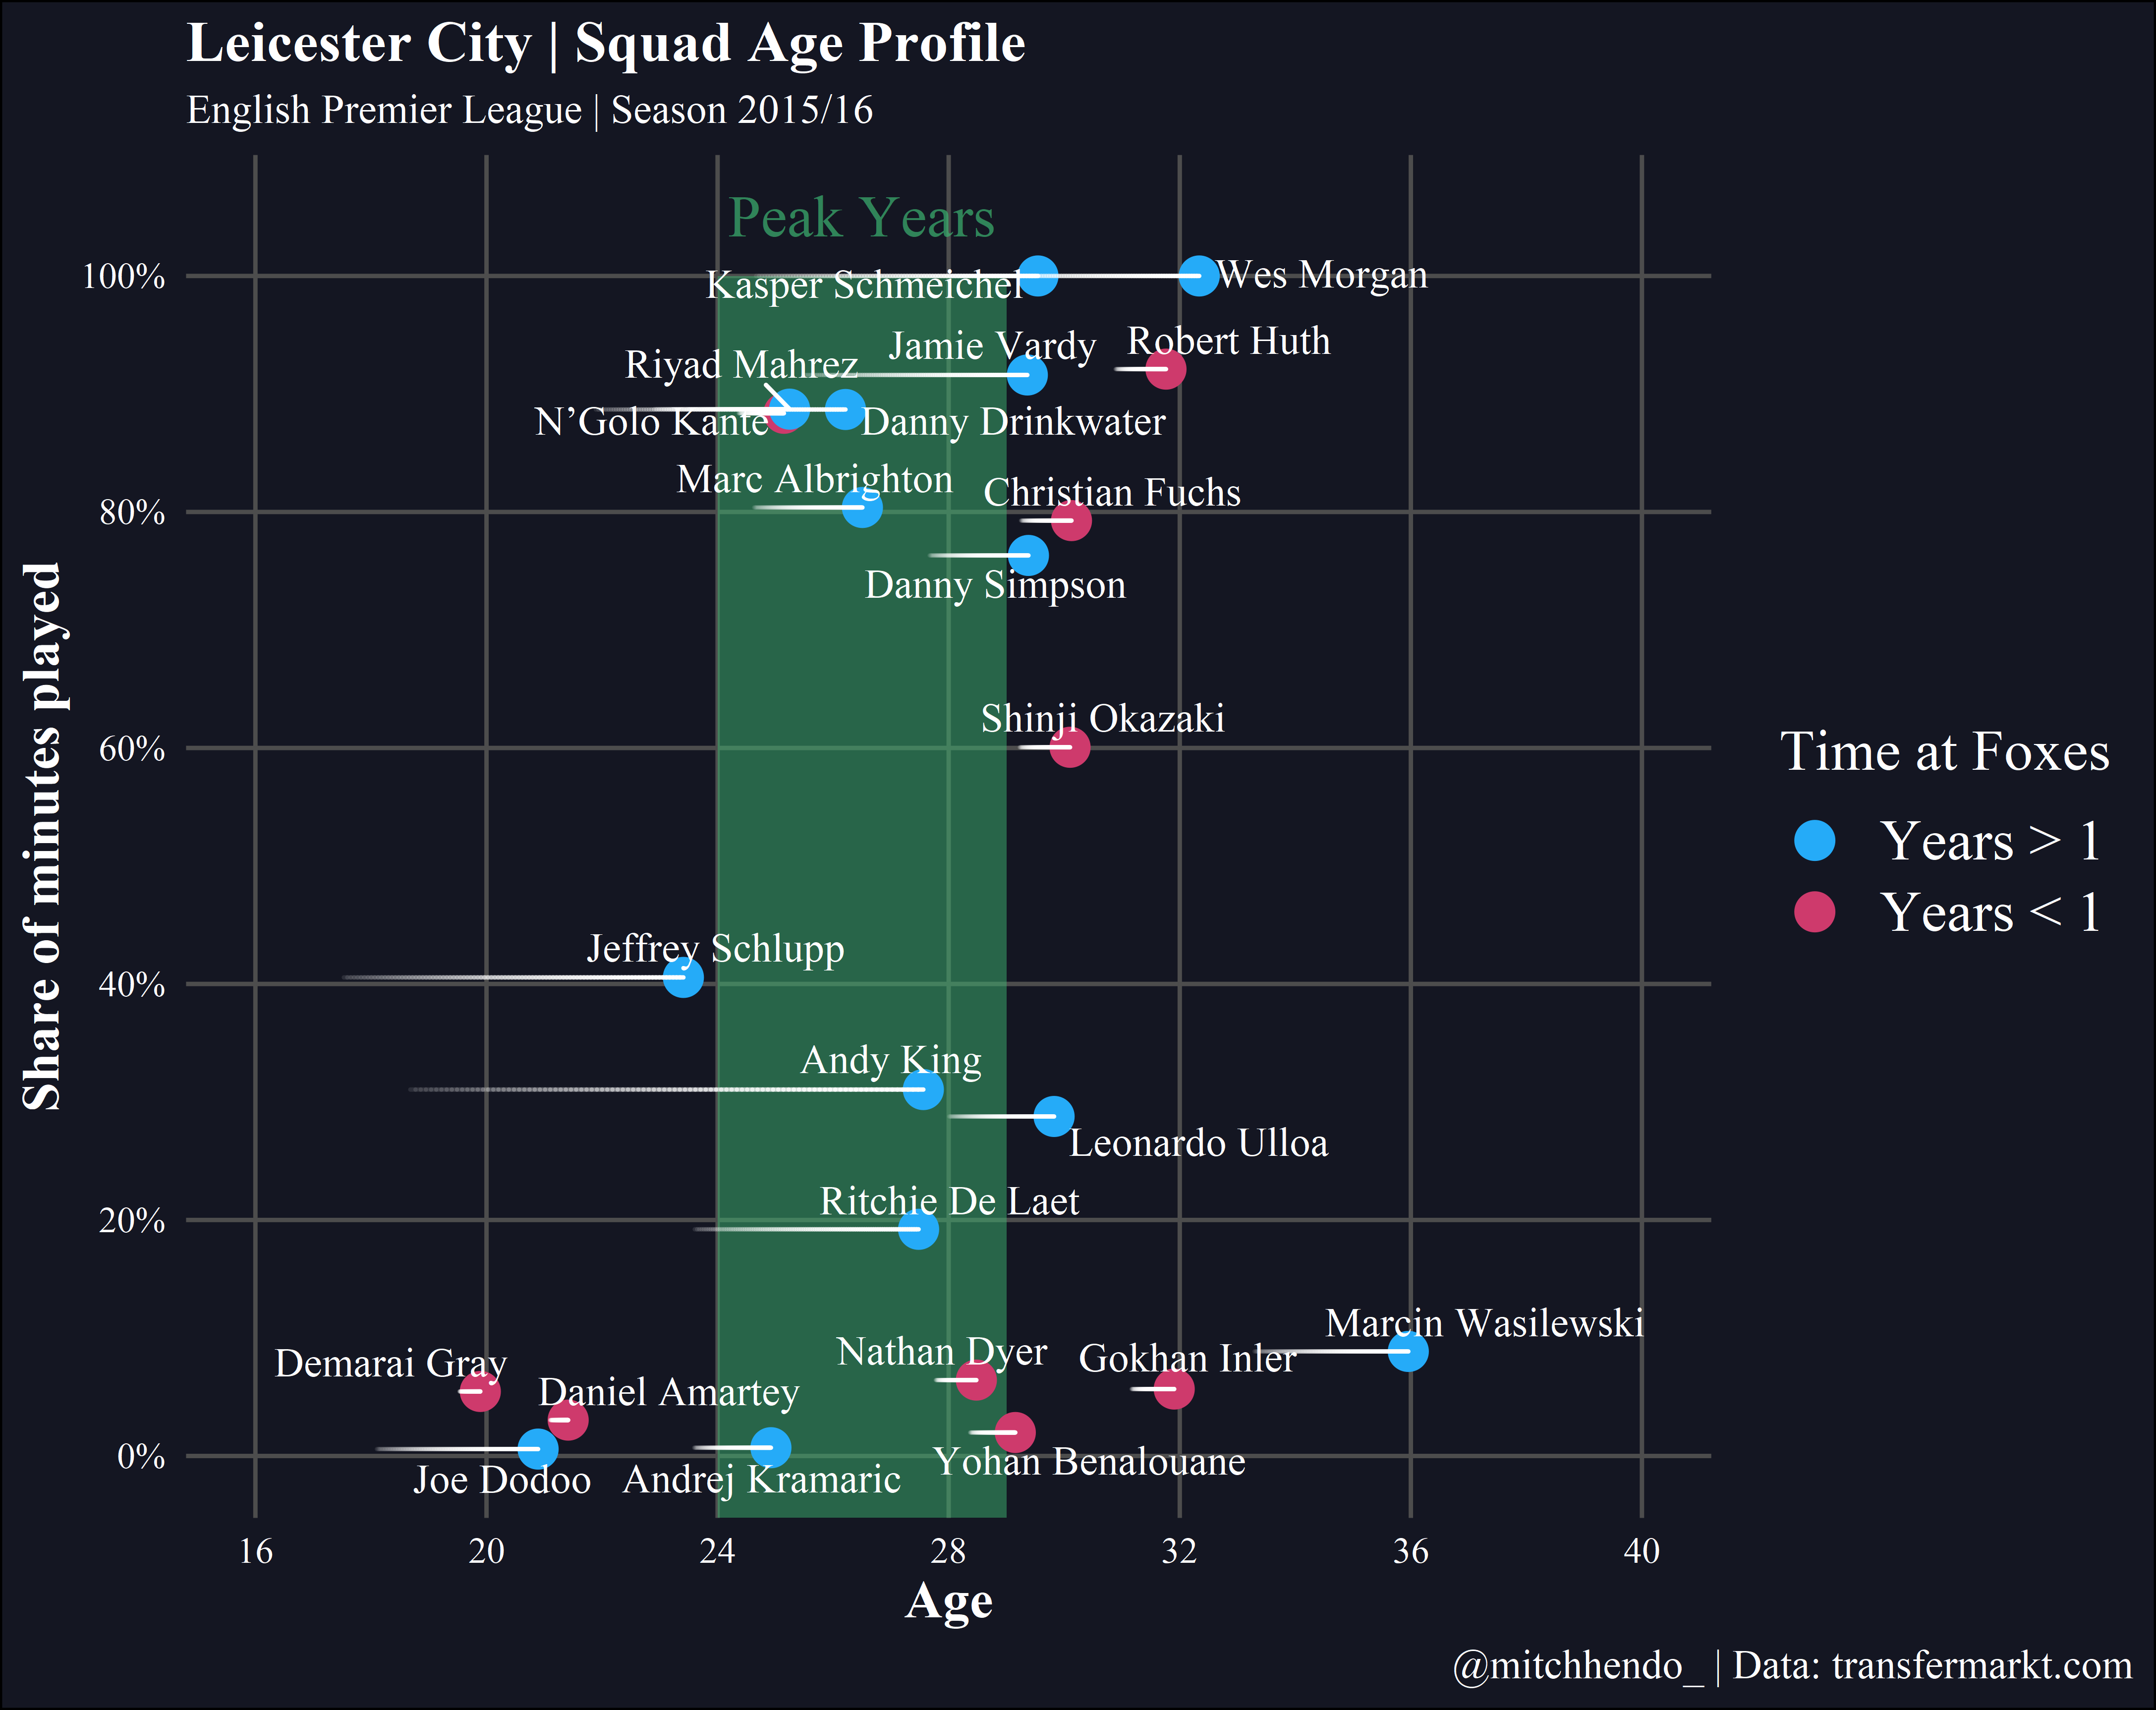 Leicester City | Squad Age Profile
English Premier League | Season 2015/16
Peak Years
100%
Kasper Schmeichel
Wes Morgan
Jamie Vardy
Robert Huth
Riyad Mahrez
N’Golo Kante
Danny Drinkwater
Marc Albrighton
Christian Fuchs
80%
Danny Simpson
Shinji Okazaki
60%
Time at Foxes
Years > 1
Years < 1
Share of minutes played
Jeffrey Schlupp
40%
Andy King
Leonardo Ulloa
Ritchie De Laet
20%
Marcin Wasilewski
Nathan Dyer
Gokhan Inler
Demarai Gray
Daniel Amartey
0%
Yohan Benalouane
Joe Dodoo
Andrej Kramaric
16 20 24 28 32 36 40
Age
@mitchhendo_ | Data: transfermarkt.com